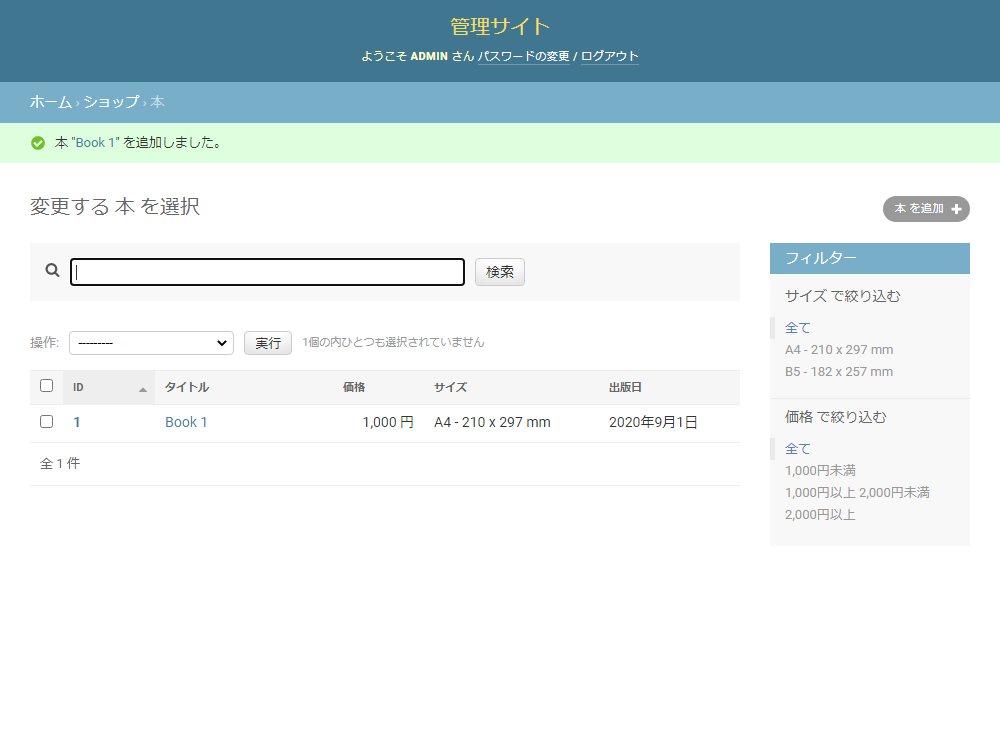 管理サイト
ようこそ ADMIN さん パスワードの変更 / ログアウト
ホーム › ショップ › 本
本 "Book 1" を追加しました。
変更する 本 を選択
本 を追加
検索
操作: --------- 実行 1個の内ひとつも選択されていません
ID タイトル 価格 サイズ 出版日
1 Book 1 1,000 円 A4 - 210 x 297 mm 2020年9月1日
全 1 件
フィルター
サイズ で絞り込む
全て
A4 - 210 x 297 mm
B5 - 182 x 257 mm
価格 で絞り込む
全て
1,000円未満
1,000円以上 2,000円未満
2,000円以上